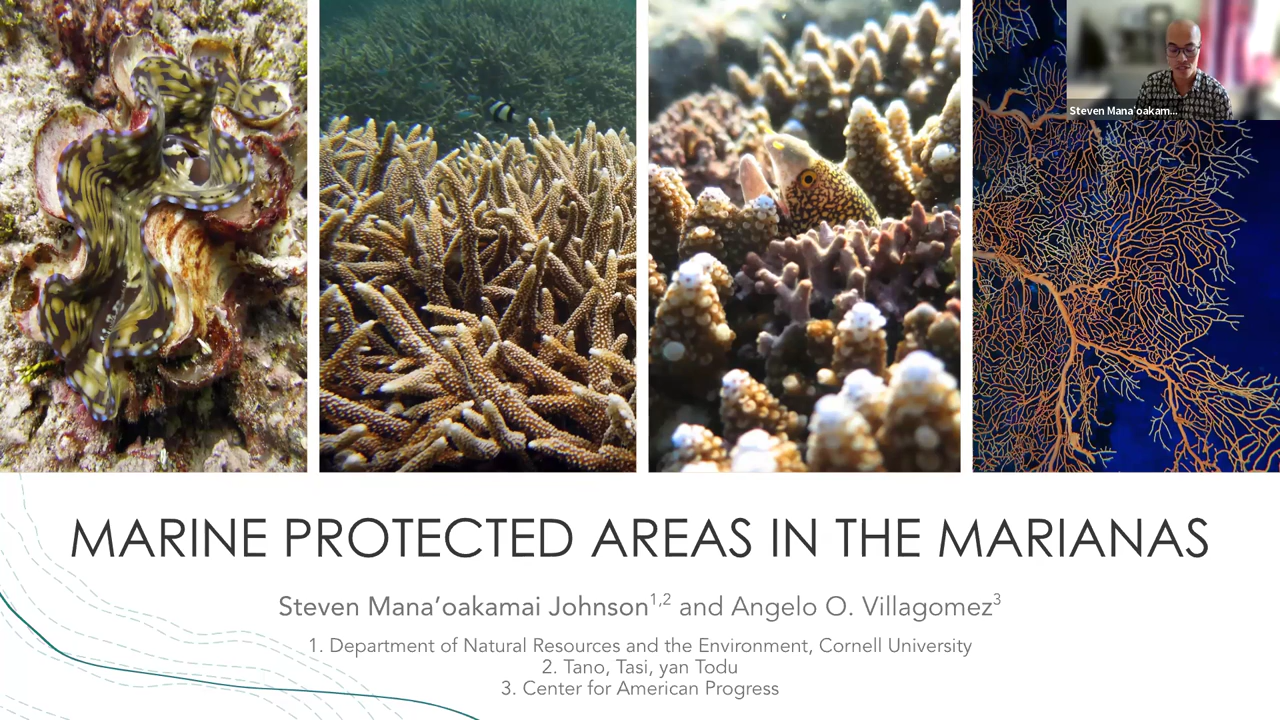 Steven Mana'oakam...
MARINE PROTECTED AREAS IN THE MARIANAS
Steven Mana’oakamai Johnson1,2 and Angelo O. Villagomez3
1. Department of Natural Resources and the Environment, Cornell University
2. Tano, Tasi, yan Todu
3. Center for American Progress